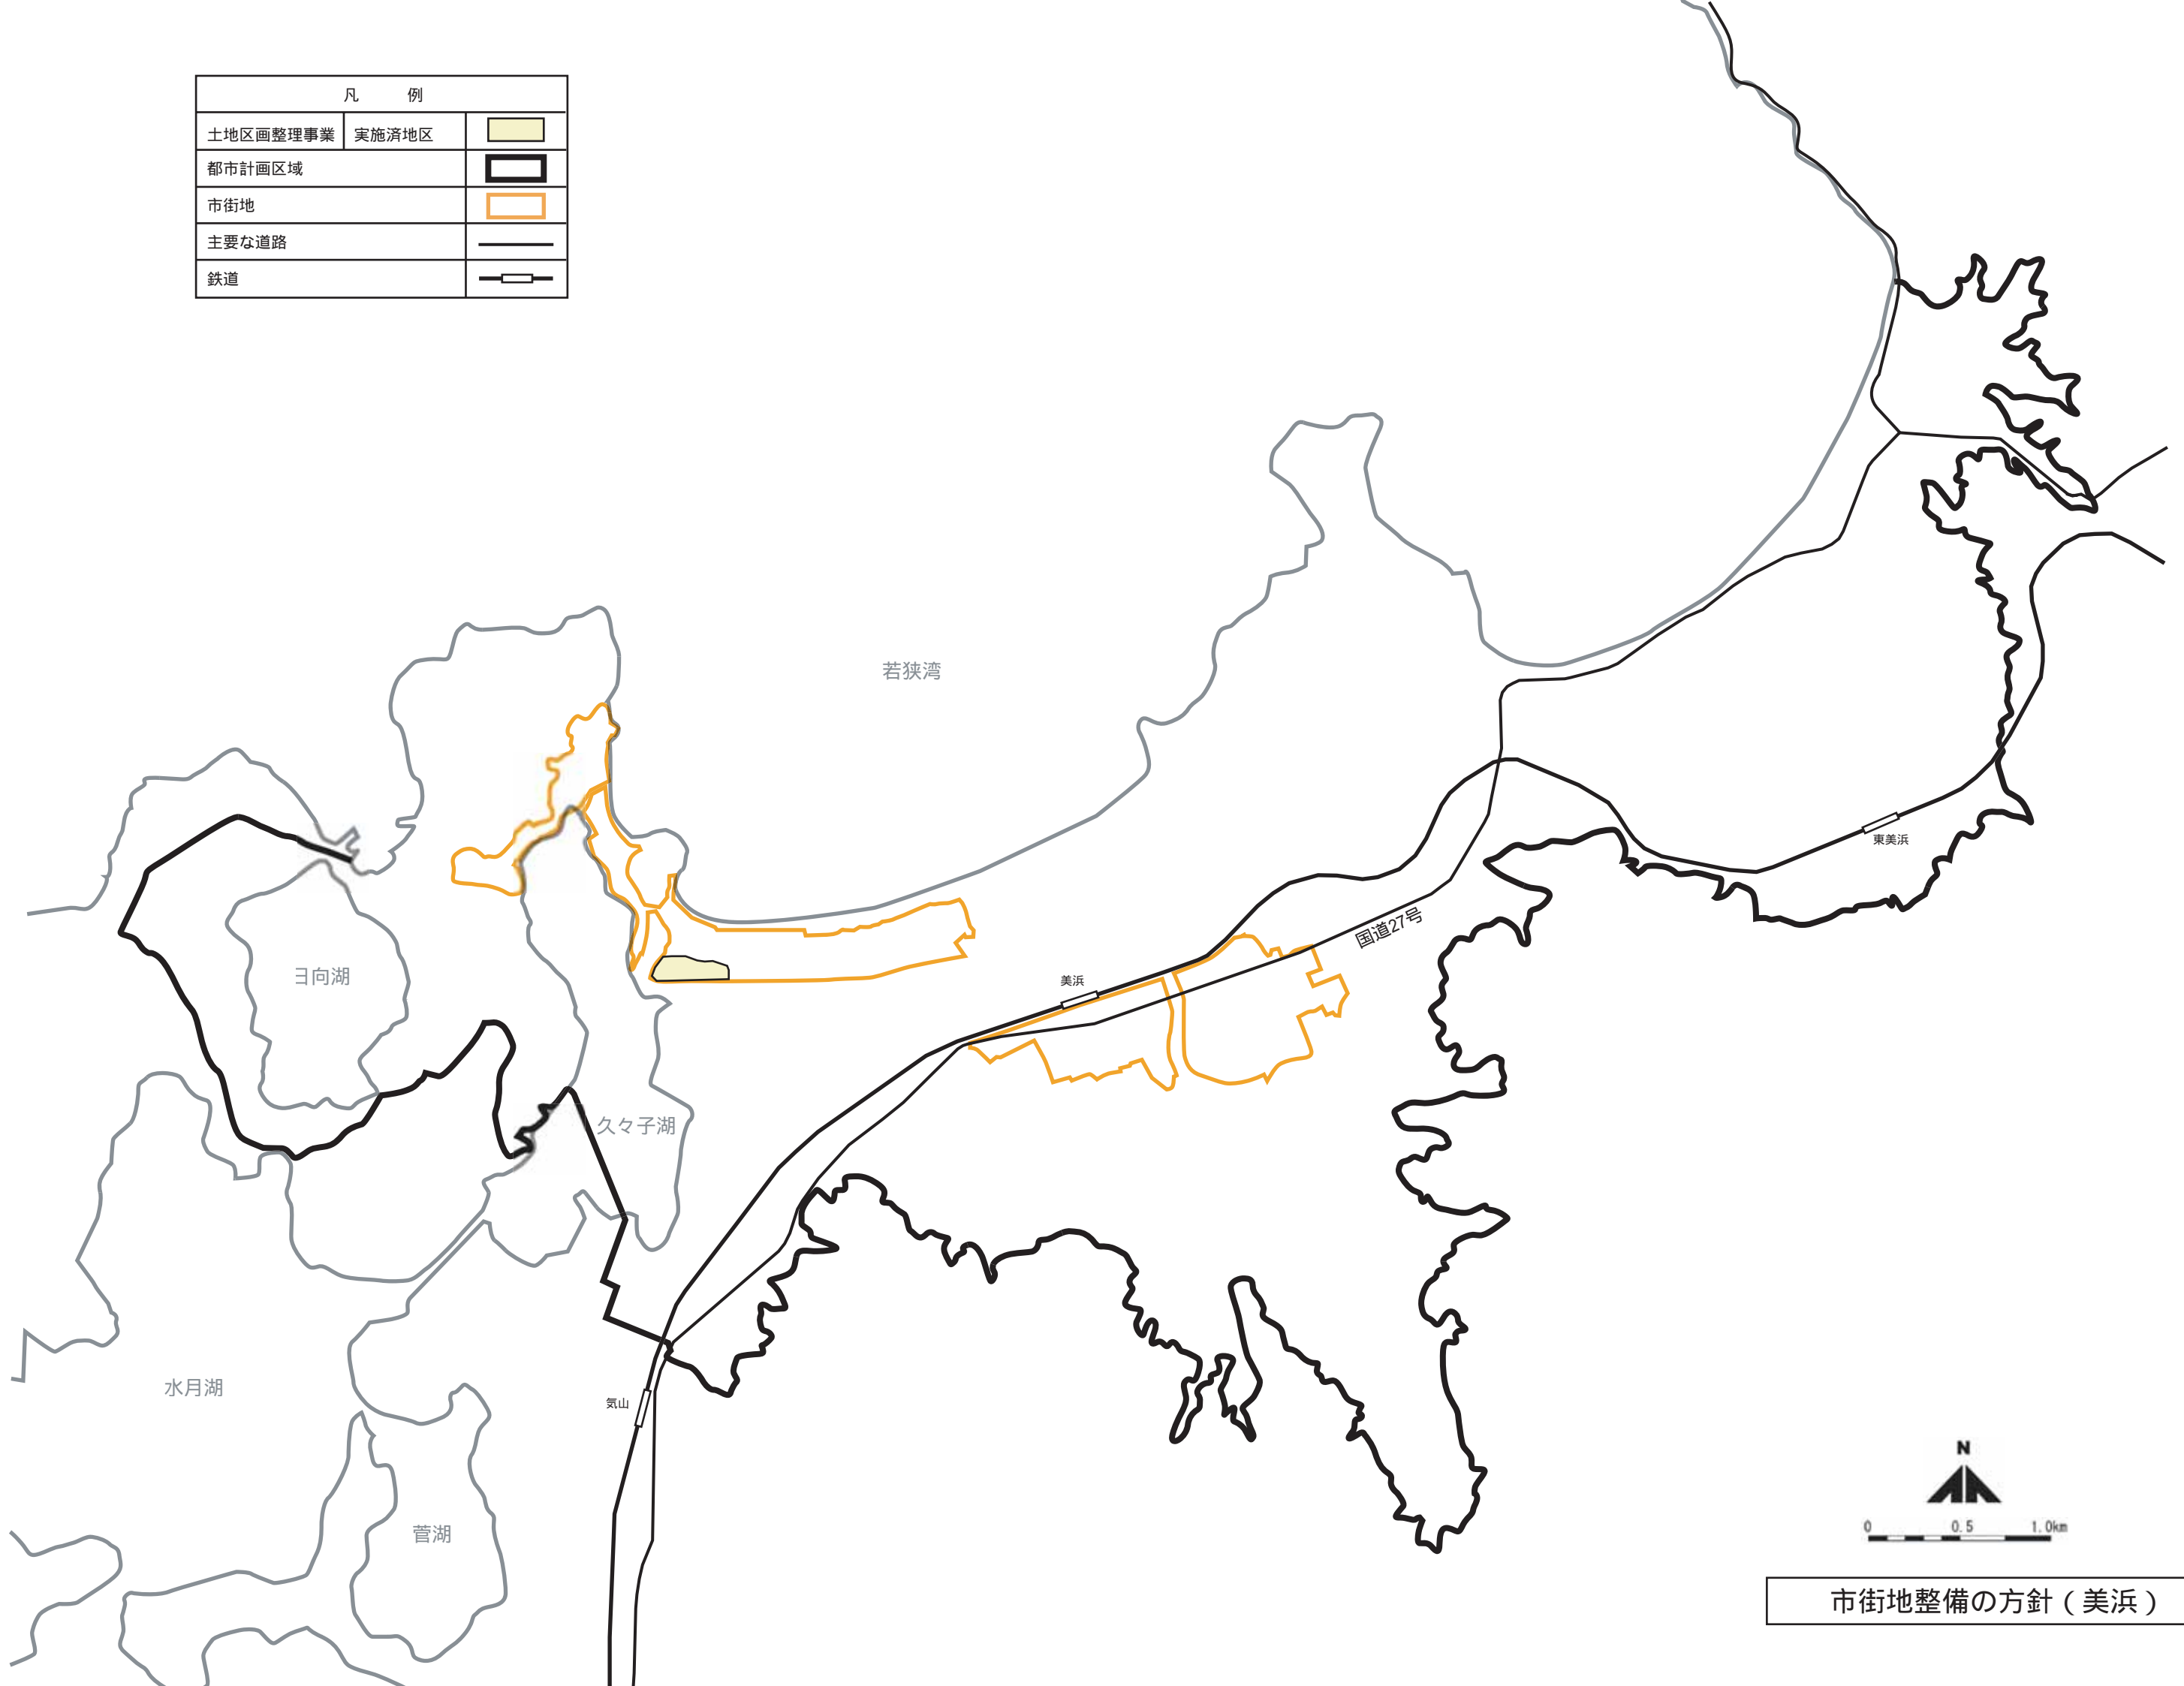 凡 例
土地区画整理事業 実施済地区
都市計画区域
市街地
主要な道路
鉄道
若狭湾
東美浜
国道27号
日向湖
美浜
久々子湖
水月湖
気山
菅湖
N
0 0.5 1.0km
市街地整備の方針（美浜）